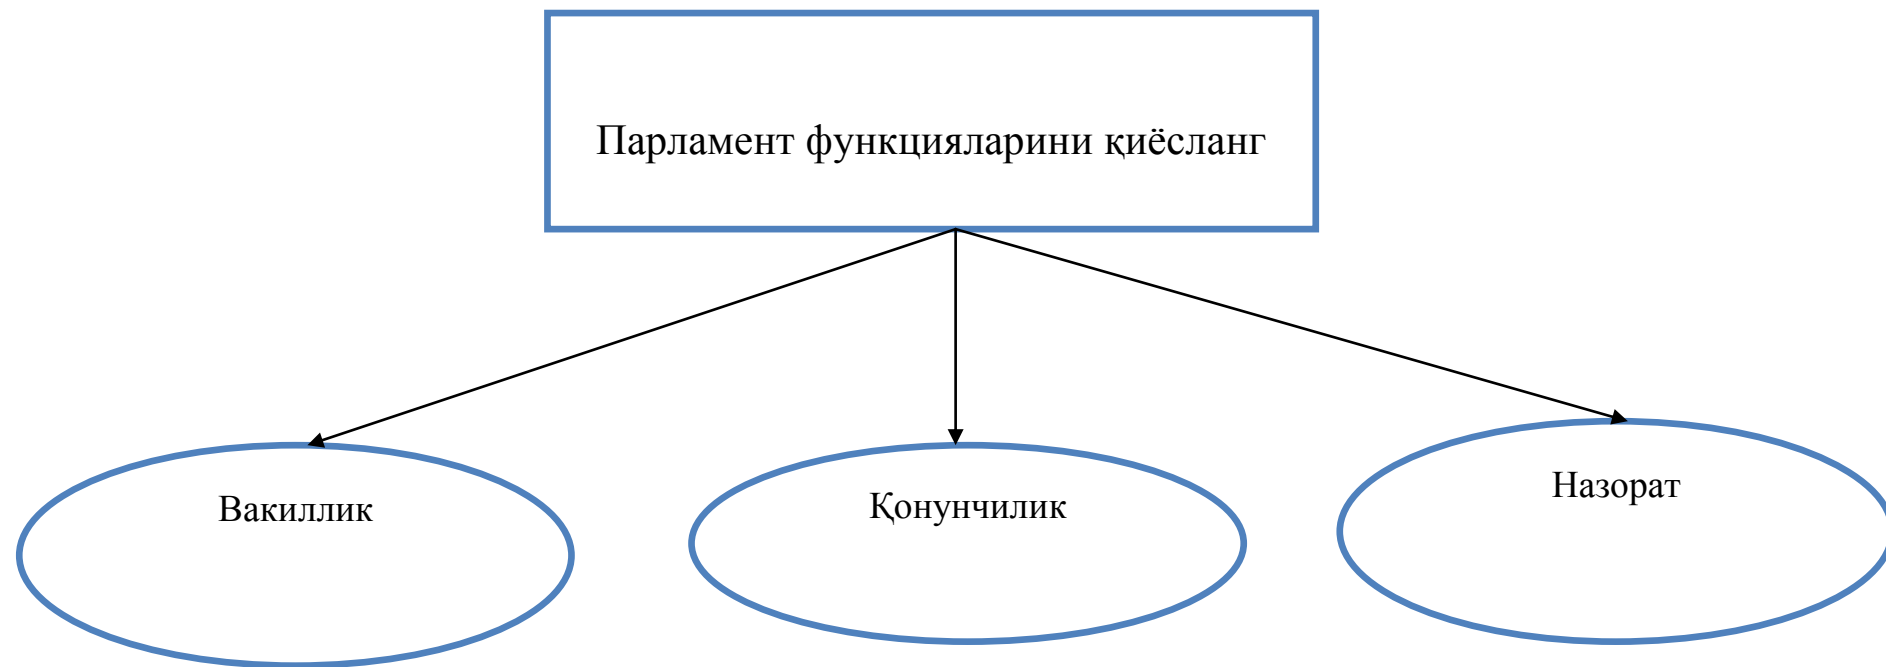 Парламент функцияларини қиёсланг
Вакиллик
Қонунчилик
Назорат